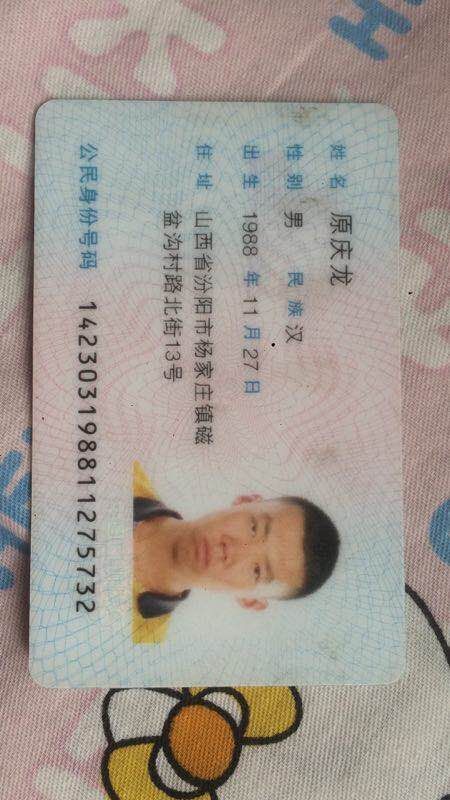 姓名 原庆龙
性别 男 民族 汉
出生 1988 年 11 月 27 日
住址 山西省汾阳市杨家庄镇磁
盆沟村路北街13号
公民身份号码 142303198811275732